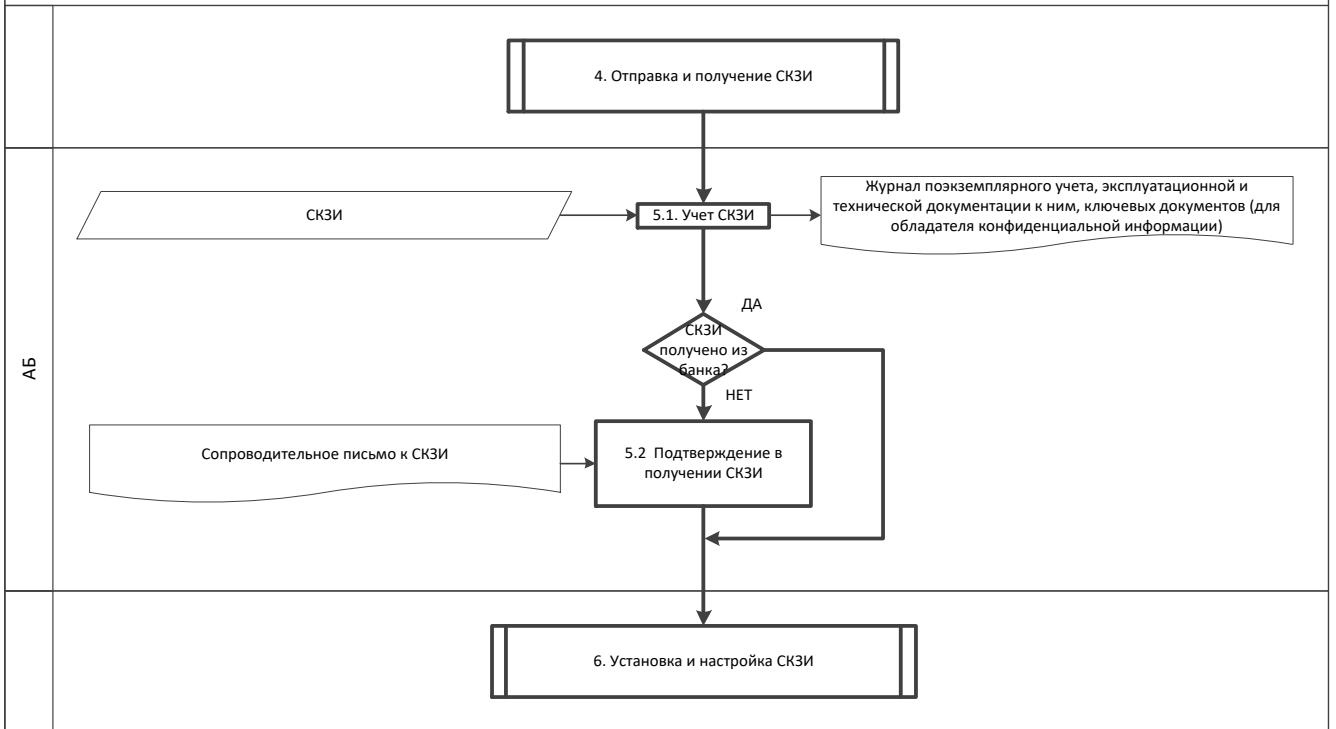 4. Отправка и получение СКЗИ
АБ
СКЗИ
5.1. Учет СКЗИ
Журнал поэкземплярного учета, эксплуатационной и
технической документации к ним, ключевых документов (для
обладателя конфиденциальной информации)
ДА
СКЗИ
получено из
банка?
НЕТ
Сопроводительное письмо к СКЗИ
5.2 Подтверждение в
получении СКЗИ
6. Установка и настройка СКЗИ